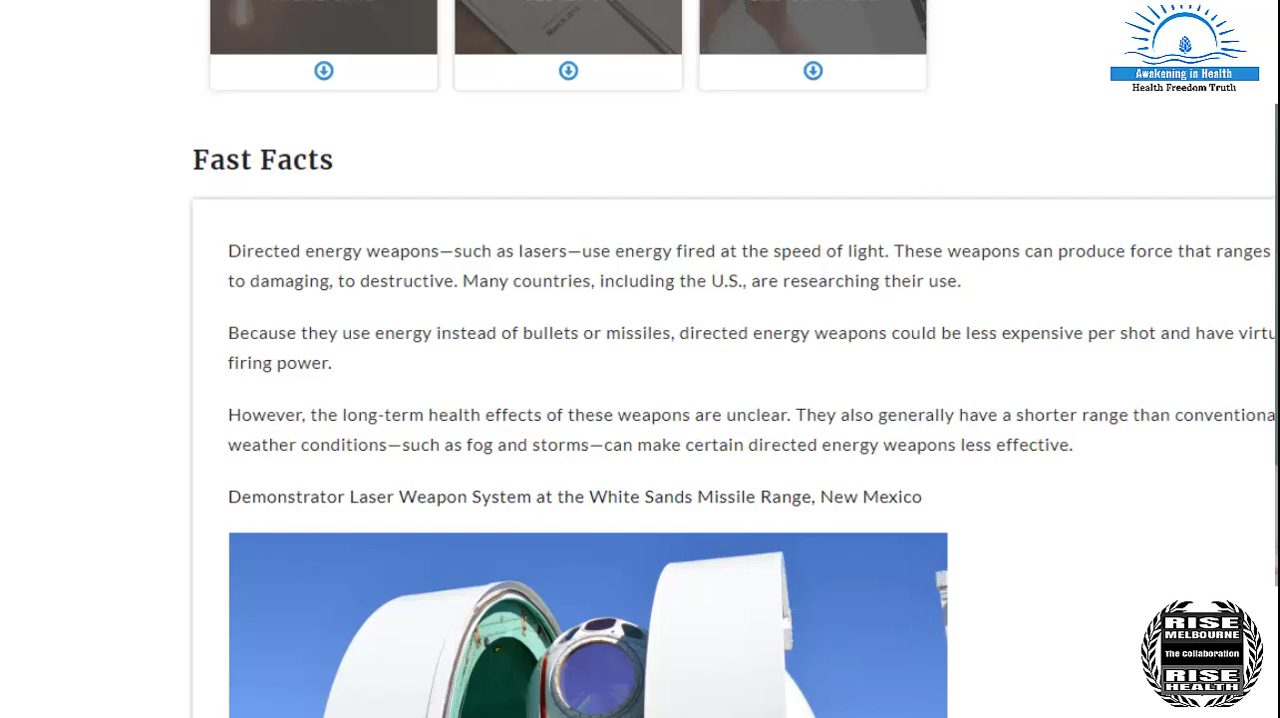 March, 2015
Awakening in Health
Health Freedom Truth
Fast Facts
Directed energy weapons—such as lasers—use energy fired at the speed of light. These weapons can produce force that ranges
to damaging, to destructive. Many countries, including the U.S., are researching their use.
Because they use energy instead of bullets or missiles, directed energy weapons could be less expensive per shot and have virtu
firing power.
However, the long-term health effects of these weapons are unclear. They also generally have a shorter range than conventiona
weather conditions—such as fog and storms—can make certain directed energy weapons less effective.
Demonstrator Laser Weapon System at the White Sands Missile Range, New Mexico
RISE
MELBOURNE
The Collaboration
RISE
HEALTH